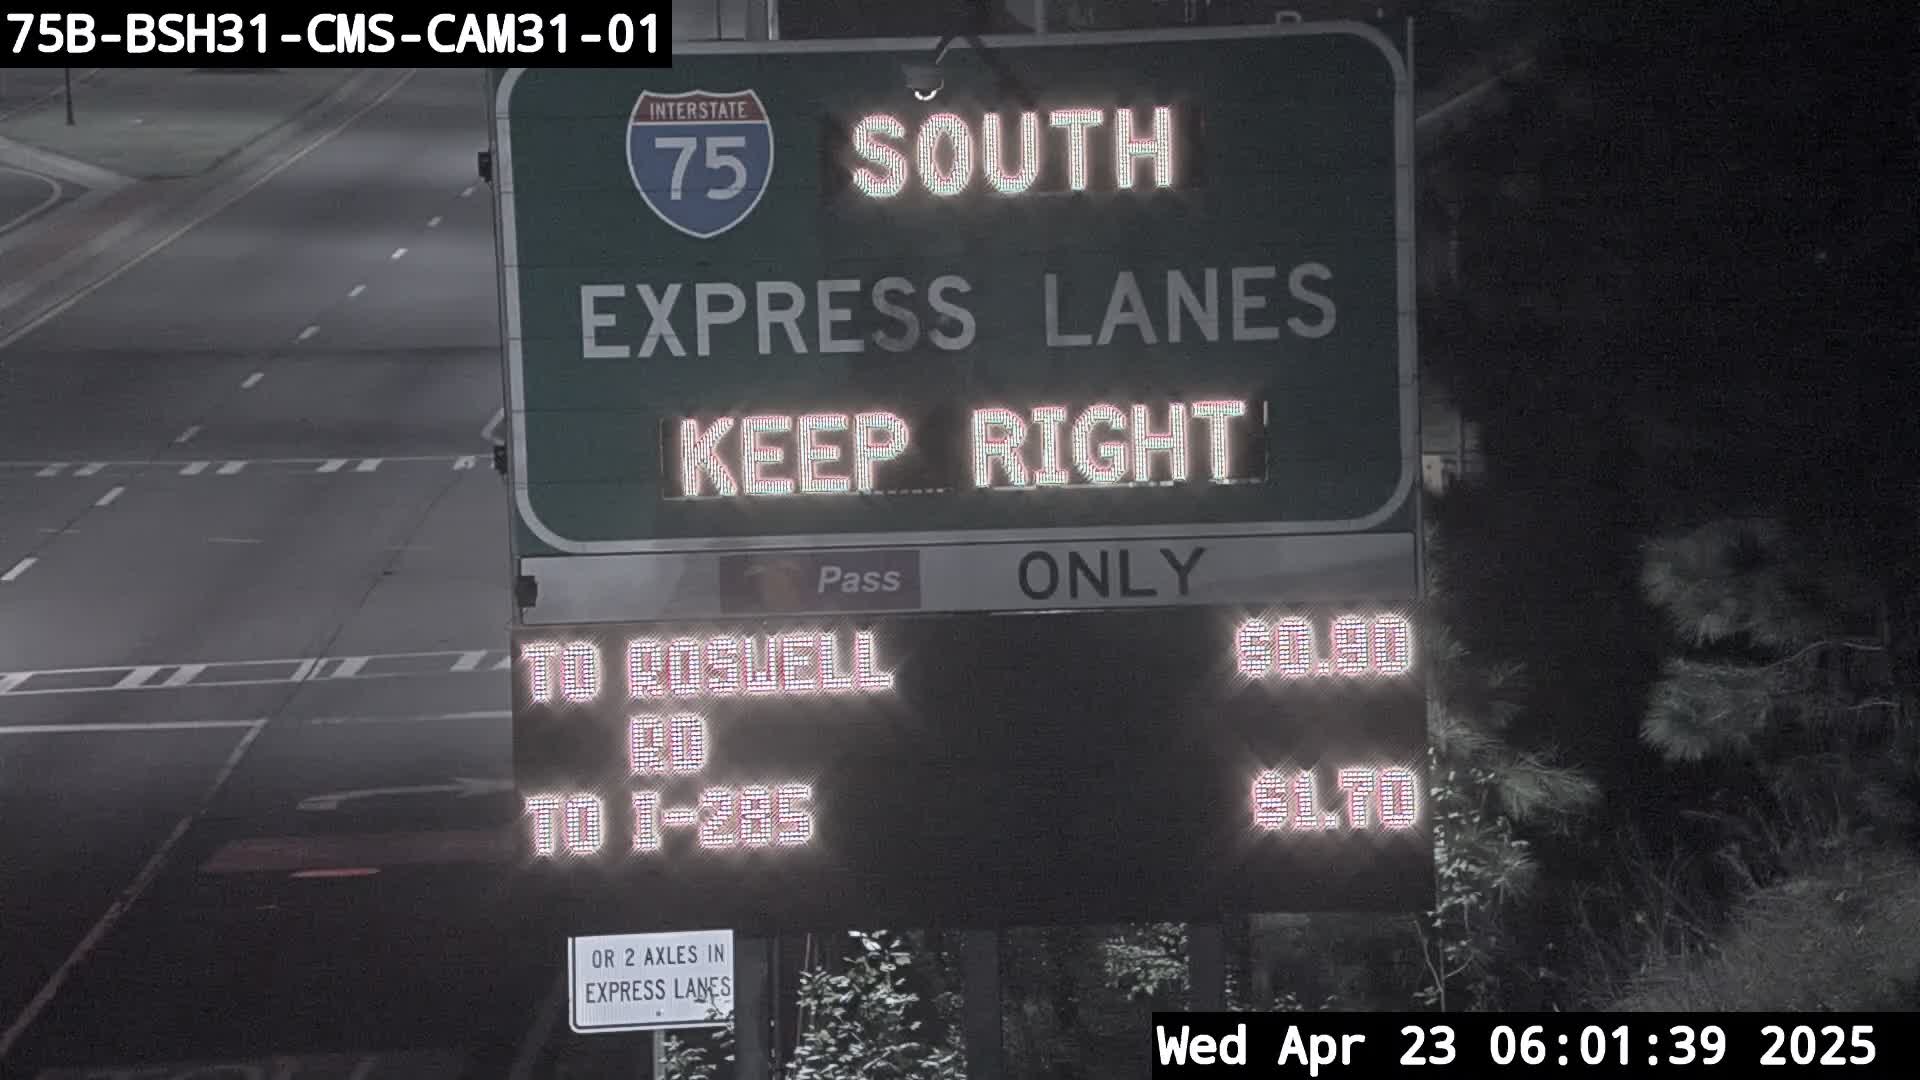 75B-BSH31-CMS-CAM31-01
INTERSTATE
75
SOUTH
EXPRESS LANES
KEEP RIGHT
Pass ONLY
TO ROSWELL $0.90
RD
TO I-285 $1.70
OR 2 AXLES IN
EXPRESS LANES
Wed Apr 23 06:01:39 2025